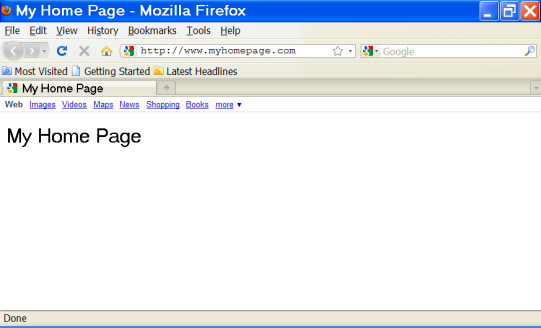 My Home Page - Mozilla Firefox
File Edit View History Bookmarks Tools Help
http://www.myhomepage.com Google
Most Visited Getting Started Latest Headlines
My Home Page
Web Images Videos Maps News Shopping Books more ▼
My Home Page
Done